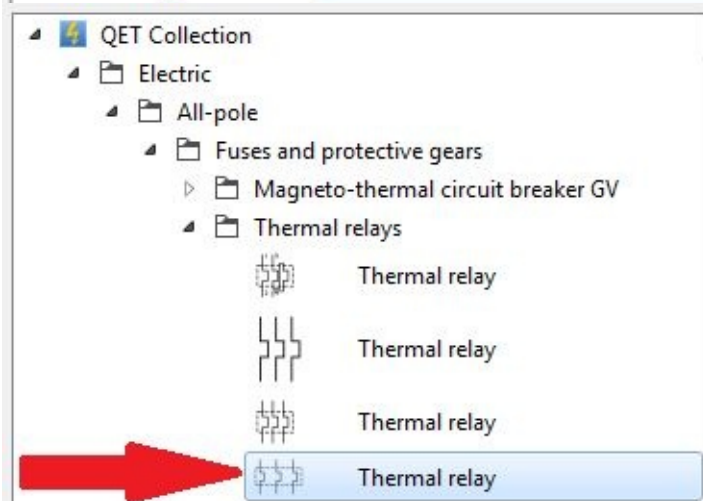 QET Collection
Electric
All-pole
Fuses and protective gears
Magneto-thermal circuit breaker GV
Thermal relays
Thermal relay
Thermal relay
Thermal relay
Thermal relay